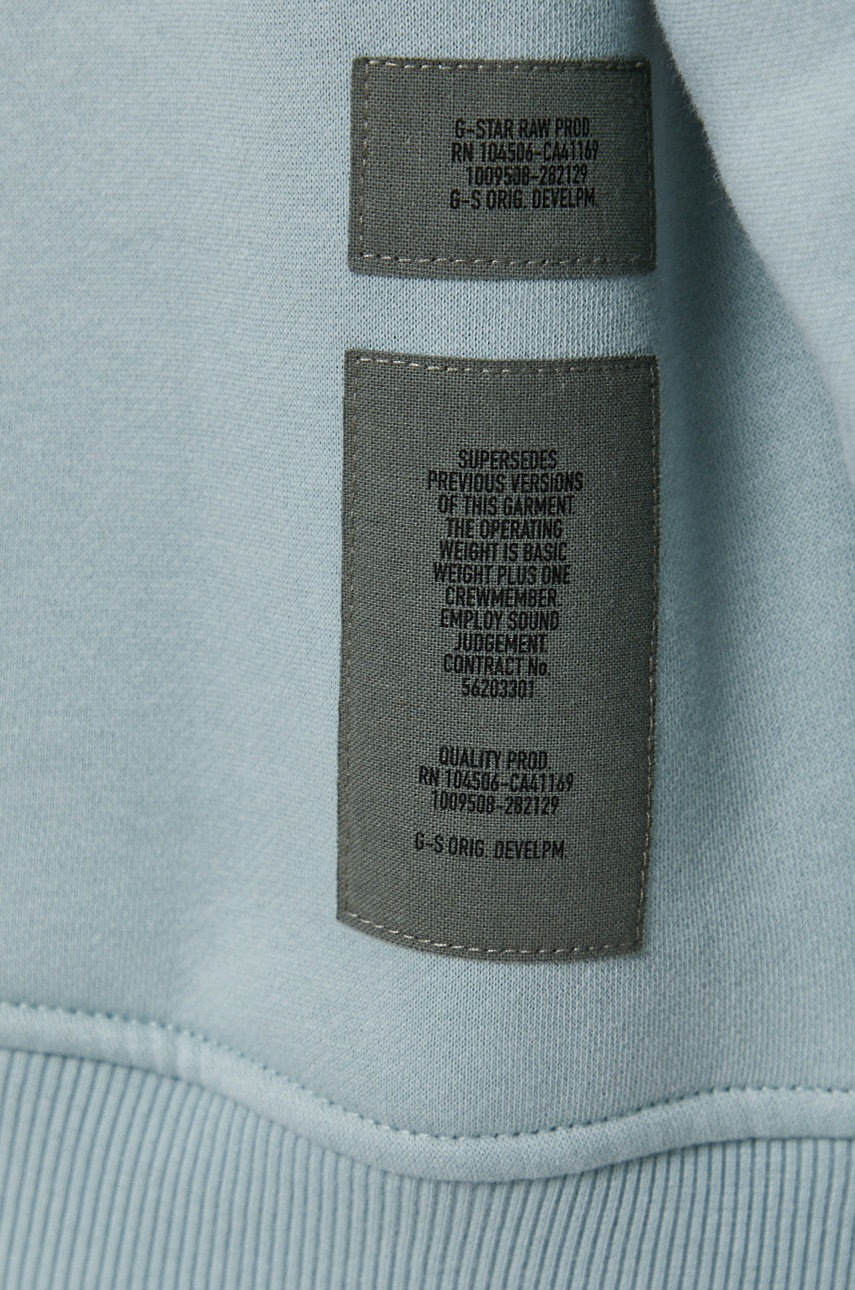 G-STAR RAW PROD.
RN 104506-CA41169
1009508-282129
G-S ORIG. DEVELPM.
SUPERSEDES
PREVIOUS VERSIONS
OF THIS GARMENT.
THE OPERATING
WEIGHT IS BASIC
WEIGHT PLUS ONE
CREWMEMBER.
EMPLOY SOUND
JUDGEMENT.
CONTRACT No.
56203301
QUALITY PROD.
RN 104506-CA41169
1009508-282129
G-S ORIG. DEVELPM.